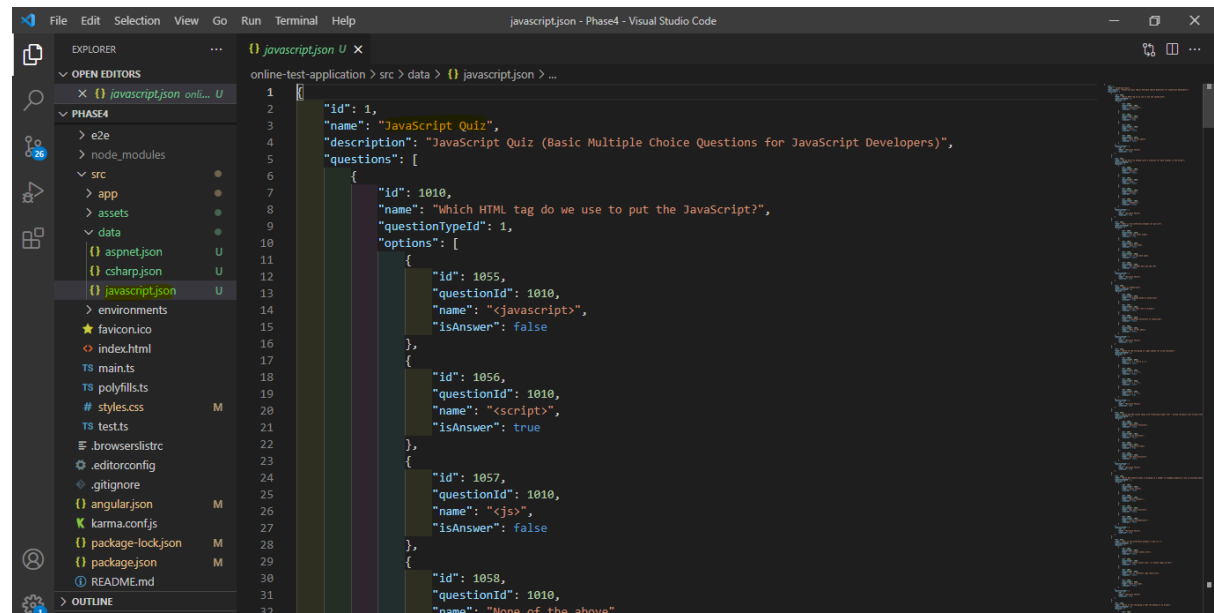 File Edit Selection View Go Run Terminal Help javascript.json - Phase4 - Visual Studio Code
EXPLORER
OPEN EDITORS
{} javascript.json onli... U
PHASE4
e2e
node_modules
src
app
assets
data
{} aspnet.json U
{} csharp.json U
{} javascript.json U
environments
favicon.ico
index.html
TS main.ts
TS polyfills.ts
# styles.css M
TS test.ts
.browserslistrc
.editorconfig
.gitignore
{} angular.json M
karma.conf.js
{} package-lock.json M
{} package.json M
README.md
OUTLINE
26
1
{} javascript.json U
online-test-application > src > data > {} javascript.json > ...
1 {
2 "id": 1,
3 "name": "JavaScript Quiz",
4 "description": "JavaScript Quiz (Basic Multiple Choice Questions for JavaScript Developers)",
5 "questions": [
6 {
7 "id": 1010,
8 "name": "Which HTML tag do we use to put the JavaScript?",
9 "questionTypeId": 1,
10 "options": [
11 {
12 "id": 1055,
13 "questionId": 1010,
14 "name": "<javascript>",
15 "isAnswer": false
16 },
17 {
18 "id": 1056,
19 "questionId": 1010,
20 "name": "<script>",
21 "isAnswer": true
22 },
23 {
24 "id": 1057,
25 "questionId": 1010,
26 "name": "<js>",
27 "isAnswer": false
28 },
29 {
30 "id": 1058,
31 "questionId": 1010,
32 "name": "None of the above"